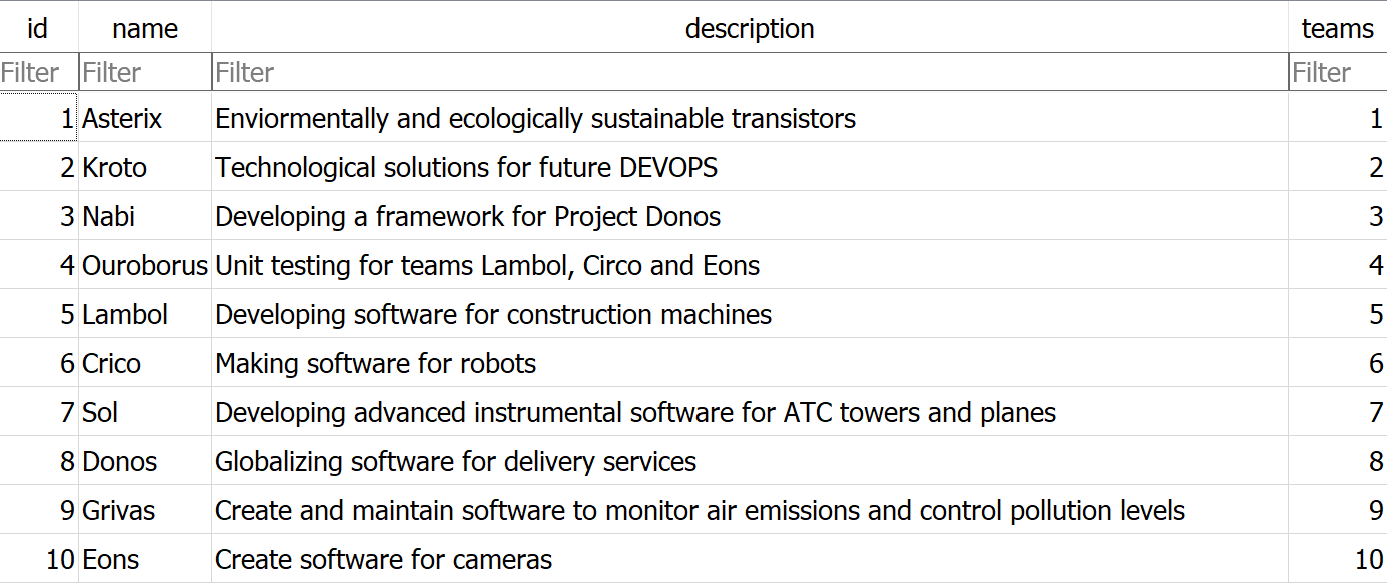 id name description teams
Filter Filter Filter Filter
1 Asterix Enviormentally and ecologically sustainable transistors 1
2 Kroto Technological solutions for future DEVOPS 2
3 Nabi Developing a framework for Project Donos 3
4 Ouroborus Unit testing for teams Lambol, Circo and Eons 4
5 Lambol Developing software for construction machines 5
6 Crico Making software for robots 6
7 Sol Developing advanced instrumental software for ATC towers and planes 7
8 Donos Globalizing software for delivery services 8
9 Grivas Create and maintain software to monitor air emissions and control pollution levels 9
10 Eons Create software for cameras 10